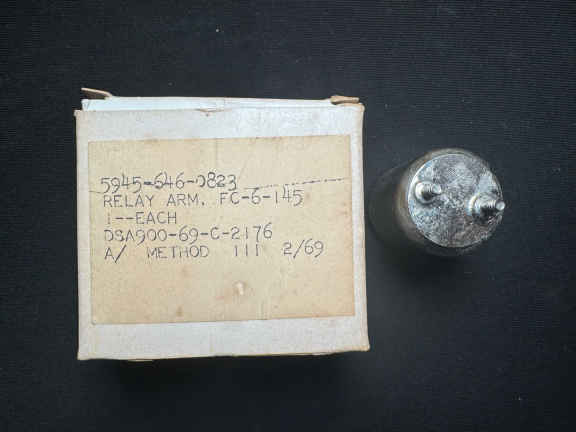 5945-646-0823
RELAY ARM. FC-6-145
1--EACH
DSA900-69-C-2176
A/ METHOD III 2/69